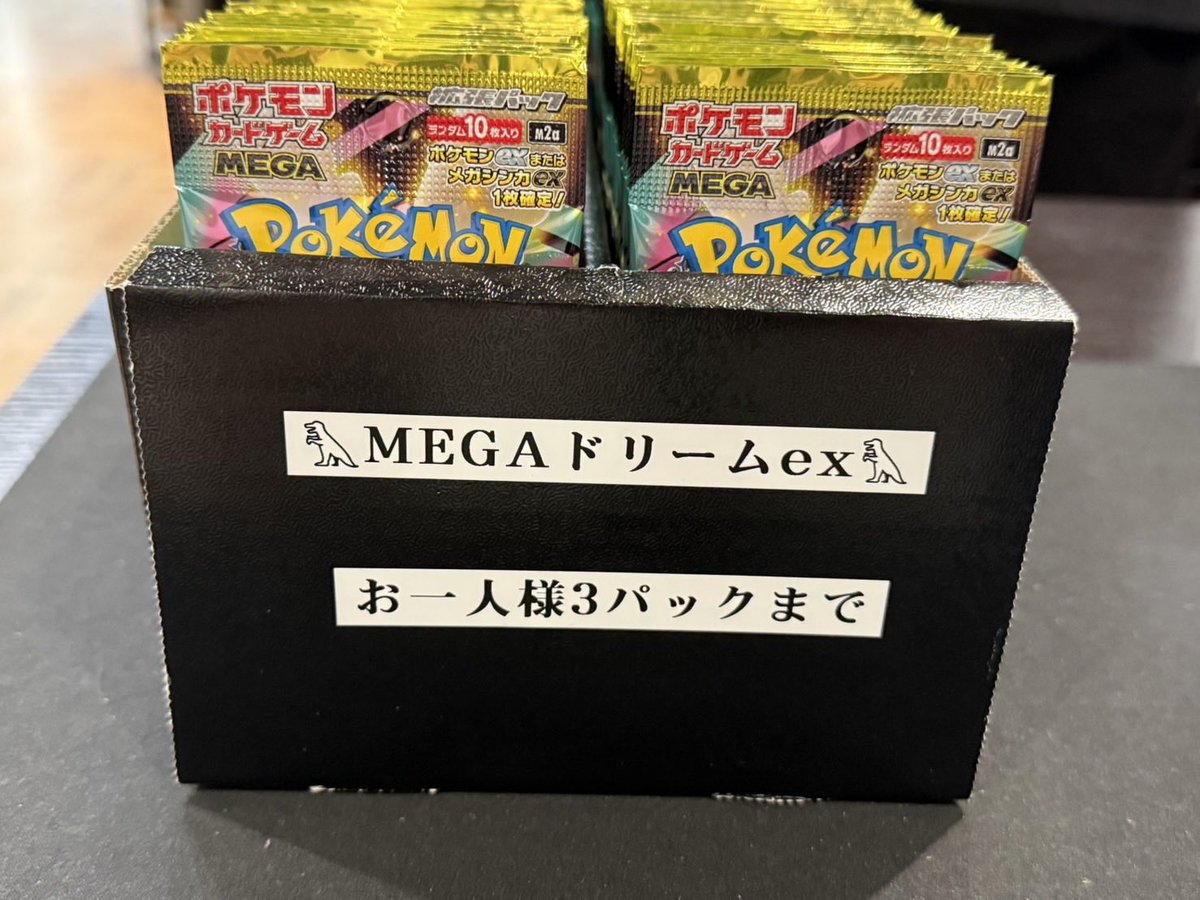 ポケモン
カードゲーム
MEGA
拡張パック
ランダム10枚入り M2a
ポケモンexまたは
メガシンカex
1枚確定!
POKÉMON
ポケモン
カードゲーム
MEGA
拡張パック
ランダム10枚入り M2a
ポケモンexまたは
メガシンカex
1枚確定!
POKÉMON
MEGAドリームex
お一人様3パックまで